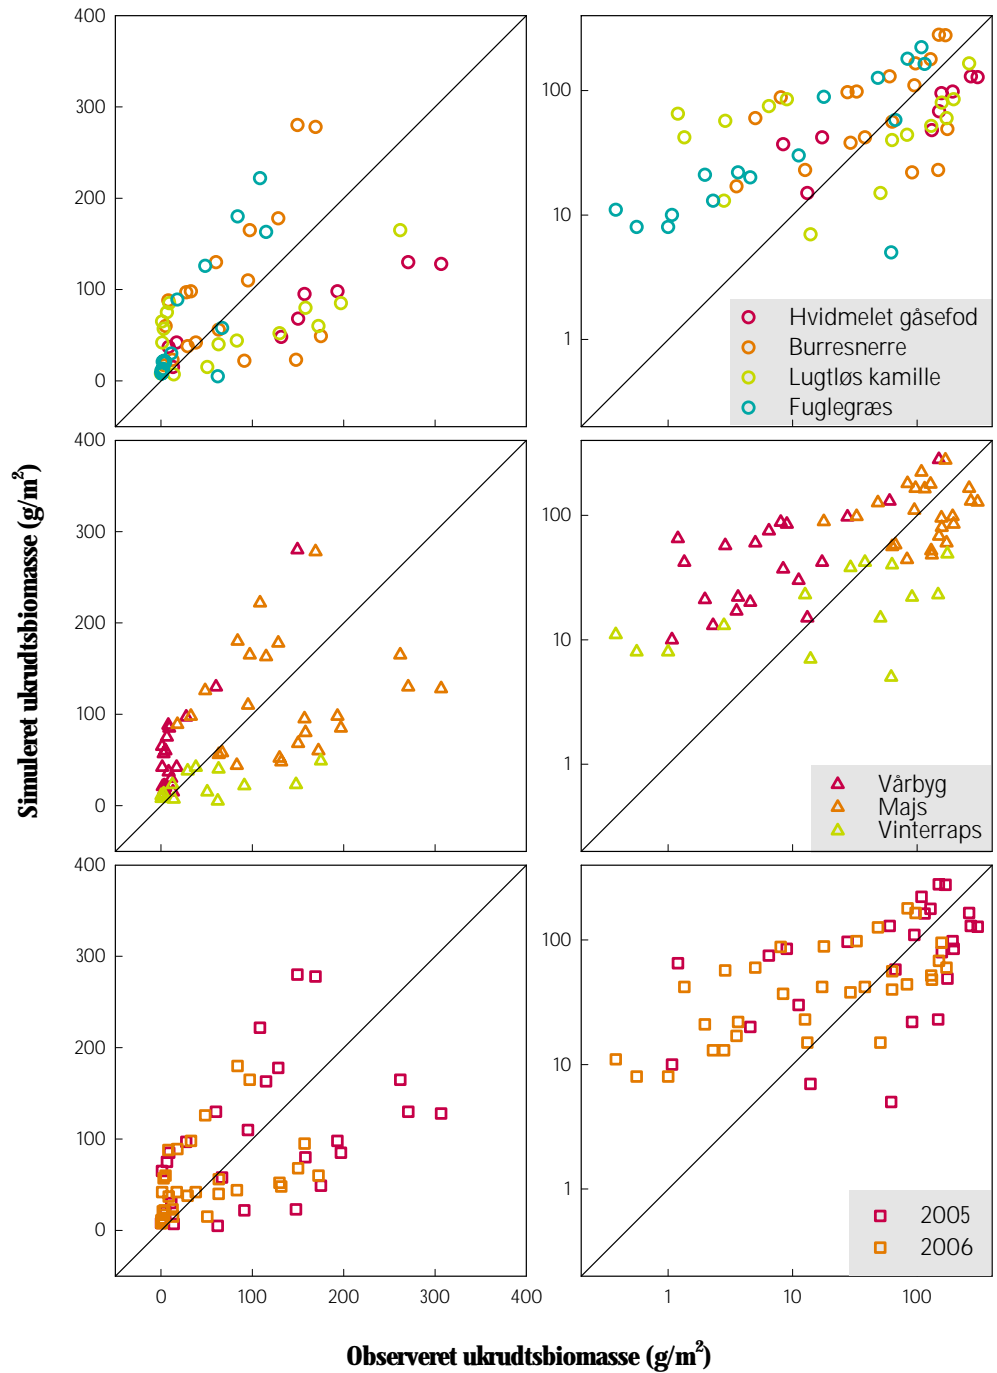 400
300
200
100
0
100
10
1
Hvidmelet gåsefod
Burresnerre
Lugtløs kamille
Fuglegræs
Simuleret ukrudtsbiomasse (g/m²)
400
300
200
100
0
100
10
1
Vårbyg
Majs
Vinterraps
400
300
200
100
0
100
10
1
2005
2006
0 100 200 300 400
1 10 100
Observeret ukrudtsbiomasse (g/m²)